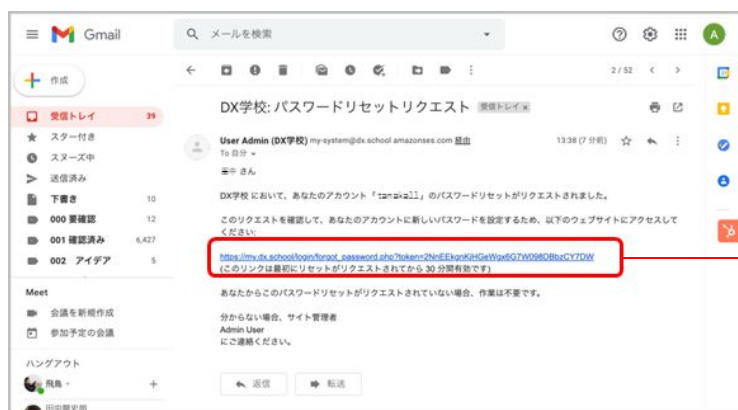 Gmail
メールを検索
A
作成
2 / 52
受信トレイ 39
スター付き
スヌーズ中
送信済み
下書き 10
000 要確認 12
001 確認済み 6,427
002 アイデア 5
Meet
会議を新規作成
参加予定の会議
ハングアウト
飛鳥
DX学校: パスワードリセットリクエスト 受信トレイ x
User Admin (DX学校) my-system@dx.school amazonses.com 経由 13:38 (7 分前)
To 自分
中 さん
DX学校 において、あなたのアカウント「tanaka11」のパスワードリセットがリクエストされました。
このリクエストを確認して、あなたのアカウントに新しいパスワードを設定するため、以下のウェブサイトにアクセスして
ください:
https://my.dx.school/login/forgot_password.php?token=
(このリンクは最初にリセットがリクエストされてから 30 分間有効です)
あなたからこのパスワードリセットがリクエストされていない場合、作業は不要です。
分からない場合、サイト管理者
Admin User
にご連絡ください。
返信
転送